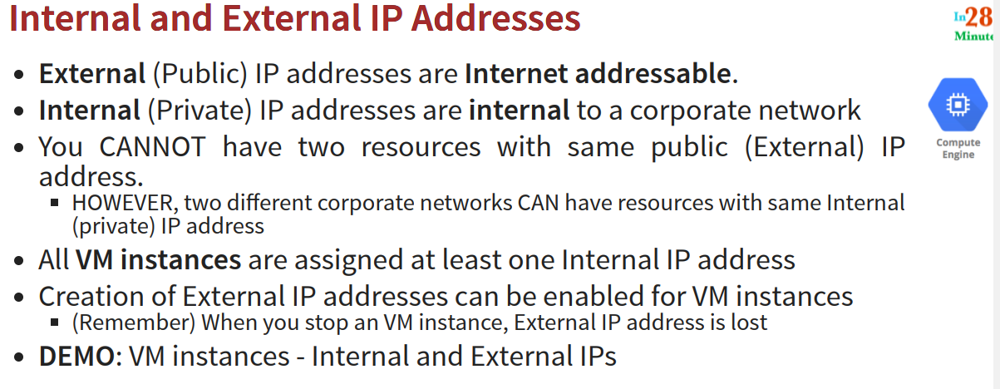 Internal and External IP Addresses
In28
Minutes
• External (Public) IP addresses are Internet addressable.
• Internal (Private) IP addresses are internal to a corporate network
• You CANNOT have two resources with same public (External) IP
address.
▪ HOWEVER, two different corporate networks CAN have resources with same Internal
(private) IP address
• All VM instances are assigned at least one Internal IP address
• Creation of External IP addresses can be enabled for VM instances
▪ (Remember) When you stop an VM instance, External IP address is lost
• DEMO: VM instances - Internal and External IPs
Compute
Engine